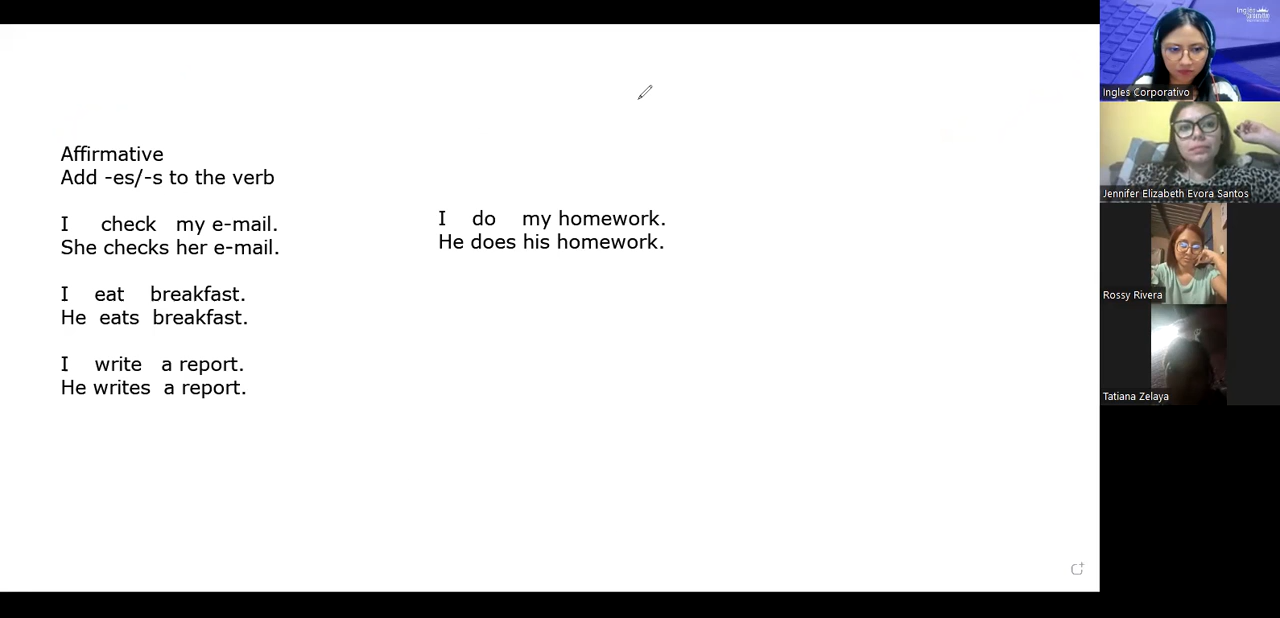 Affirmative
Add -es/-s to the verb
I check my e-mail.
She checks her e-mail.
I eat breakfast.
He eats breakfast.
I write a report.
He writes a report.
I do my homework.
He does his homework.
Ingles Corporativo
Jennifer Elizabeth Evora Santos
Rossy Rivera
Tatiana Zelaya